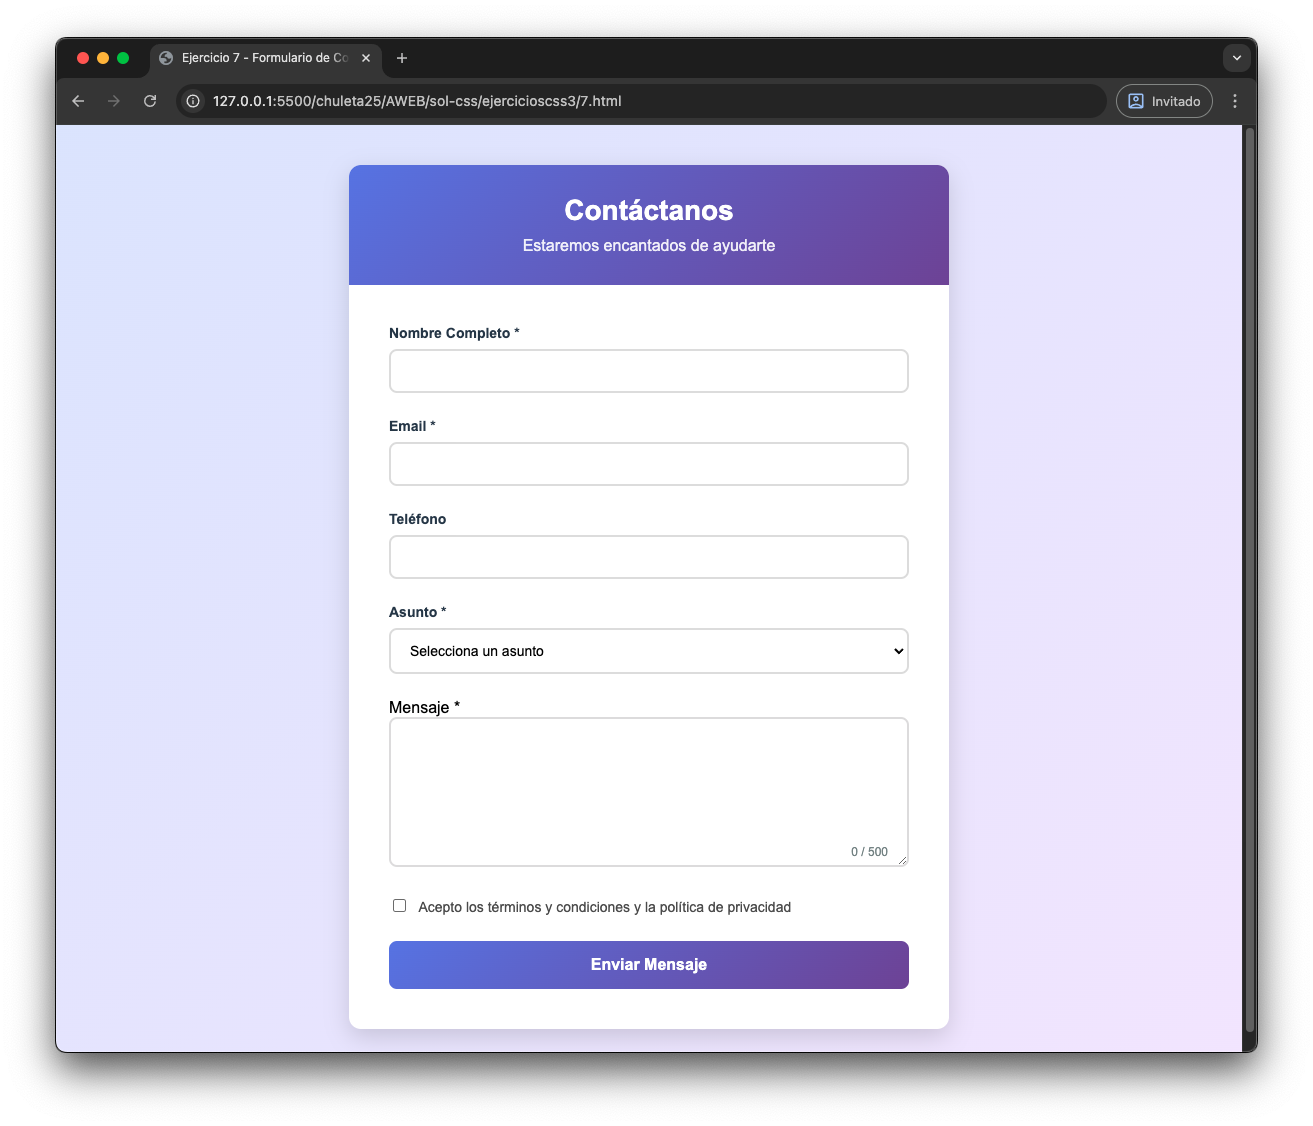 Ejercicio 7 - Formulario de Co
127.0.0.1:5500/chuleta25/AWEB/sol-css/ejercicioscss3/7.html
Invitado
Contáctanos
Estaremos encantados de ayudarte
Nombre Completo *
Email *
Teléfono
Asunto *
Selecciona un asunto
Mensaje *
0 / 500
Acepto los términos y condiciones y la política de privacidad
Enviar Mensaje